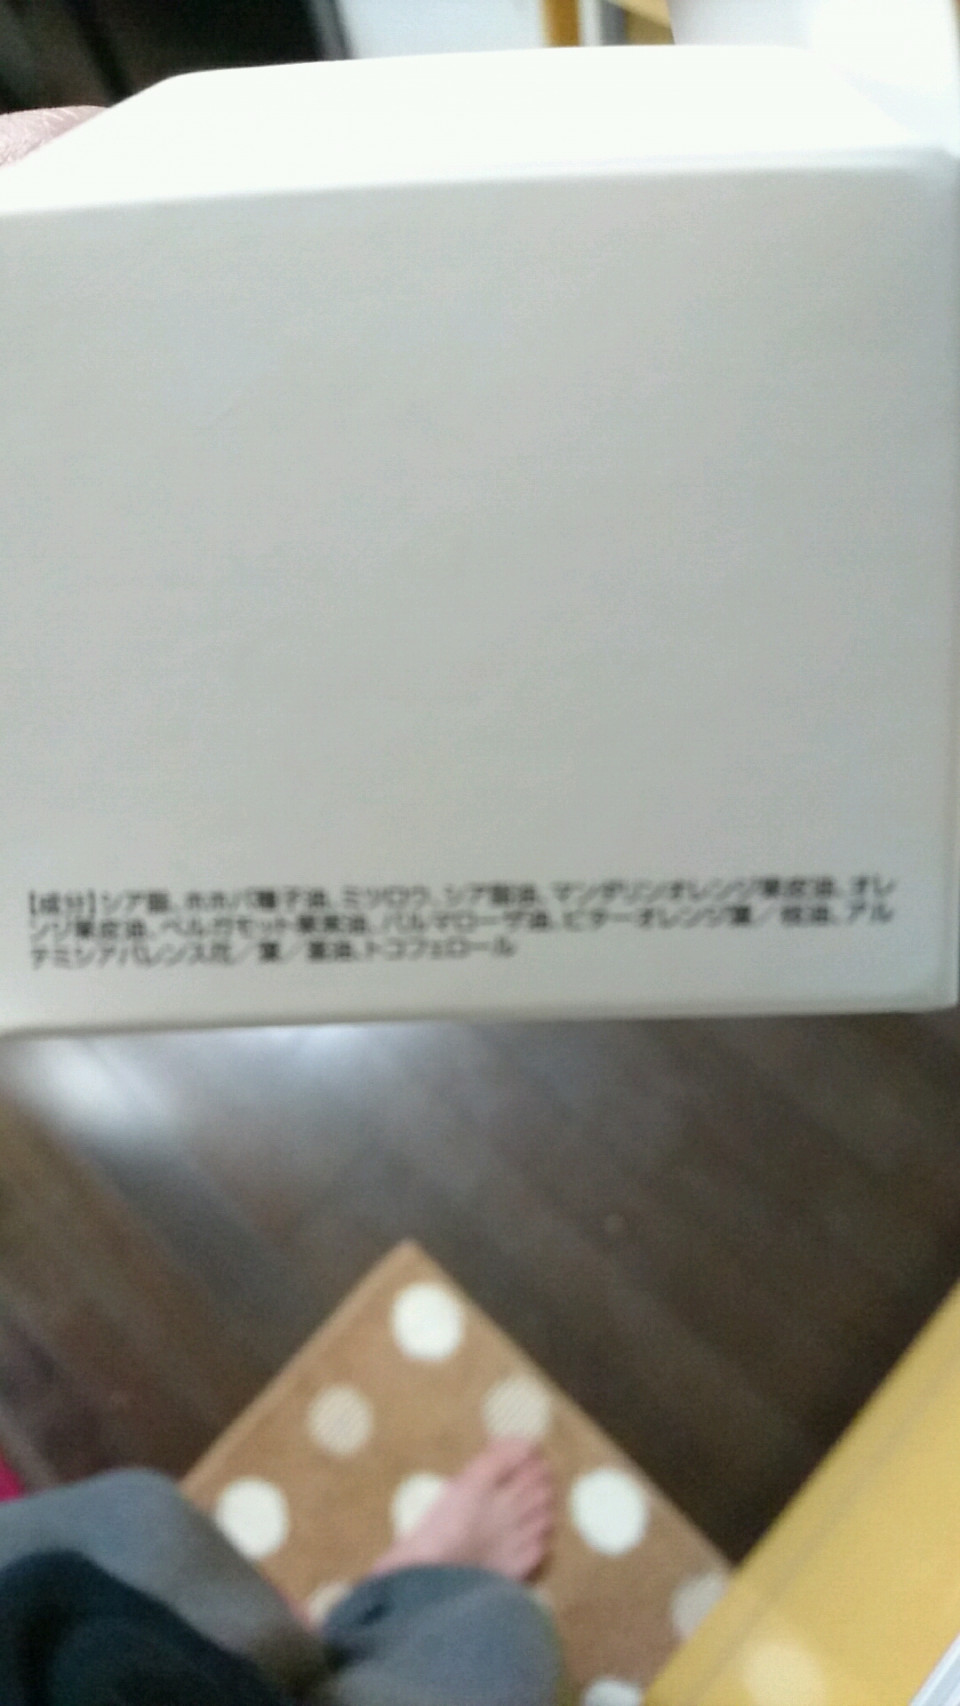 【成分】シア脂、ホホバ種子油、ミツロウ、シア脂油、マンダリンオレンジ果皮油、オレ
ンジ果皮油、ベルガモット果実油、パルマローザ油、ビターオレンジ葉／枝油、アル
テミシアパレンス花／葉／茎油、トコフェロール